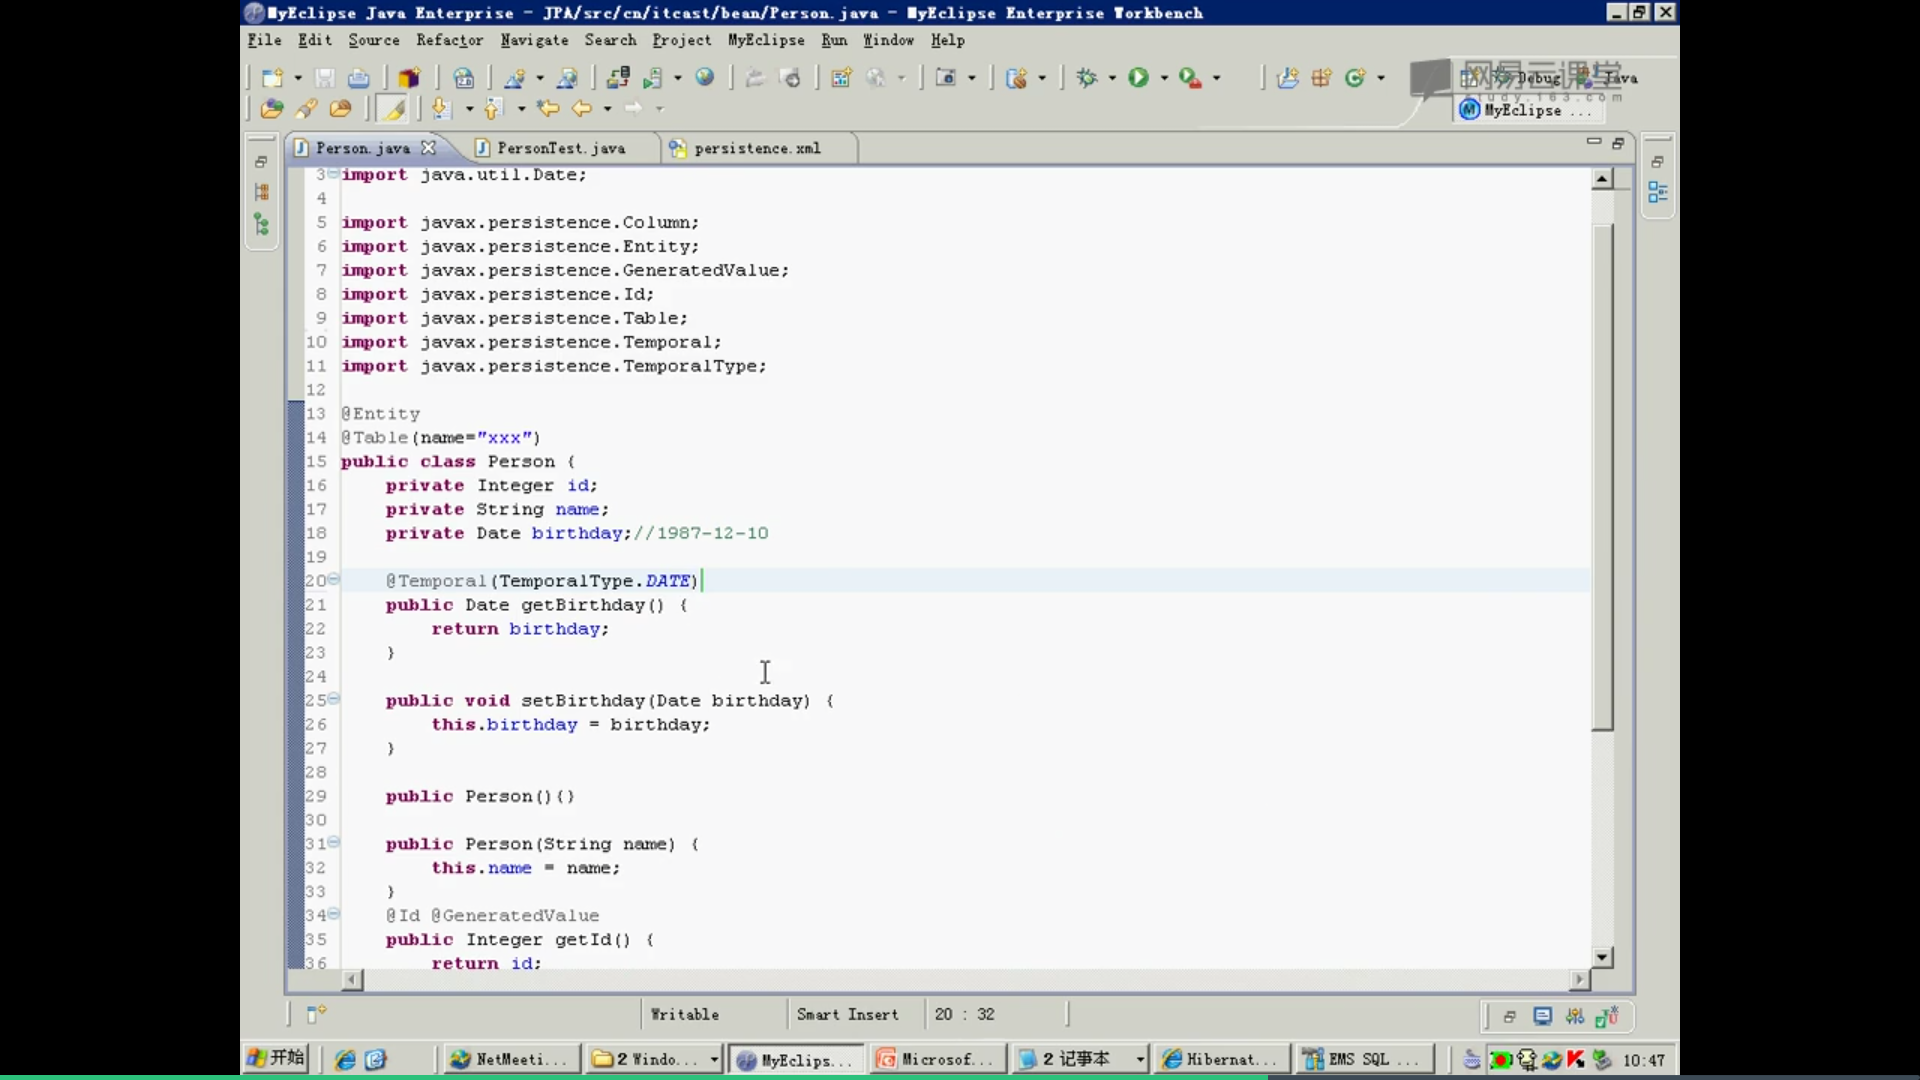 MyEclipse Java Enterprise - JPA/src/cn/itcast/bean/Person.java - MyEclipse Enterprise Workbench
File Edit Source Refactor Navigate Search Project MyEclipse Run Window Help
网易云课堂
study.163.com
Debug Java
MyEclipse ...
Person.java PersonTest.java persistence.xml
3 import java.util.Date;
4
5 import javax.persistence.Column;
6 import javax.persistence.Entity;
7 import javax.persistence.GeneratedValue;
8 import javax.persistence.Id;
9 import javax.persistence.Table;
10 import javax.persistence.Temporal;
11 import javax.persistence.TemporalType;
12
13 @Entity
14 @Table(name="xxx")
15 public class Person {
16 private Integer id;
17 private String name;
18 private Date birthday;//1987-12-10
19
20 @Temporal(TemporalType.DATE)
21 public Date getBirthday() {
22 return birthday;
23 }
24
25 public void setBirthday(Date birthday) {
26 this.birthday = birthday;
27 }
28
29 public Person(){}
30
31 public Person(String name) {
32 this.name = name;
33 }
34 @Id @GeneratedValue
35 public Integer getId() {
36 return id;
Writable Smart Insert 20 : 32
开始 NetMeeti... 2 Windo... MyEclips... Microsof... 2 记事本 Hibernat... EMS SQL ... 10:47